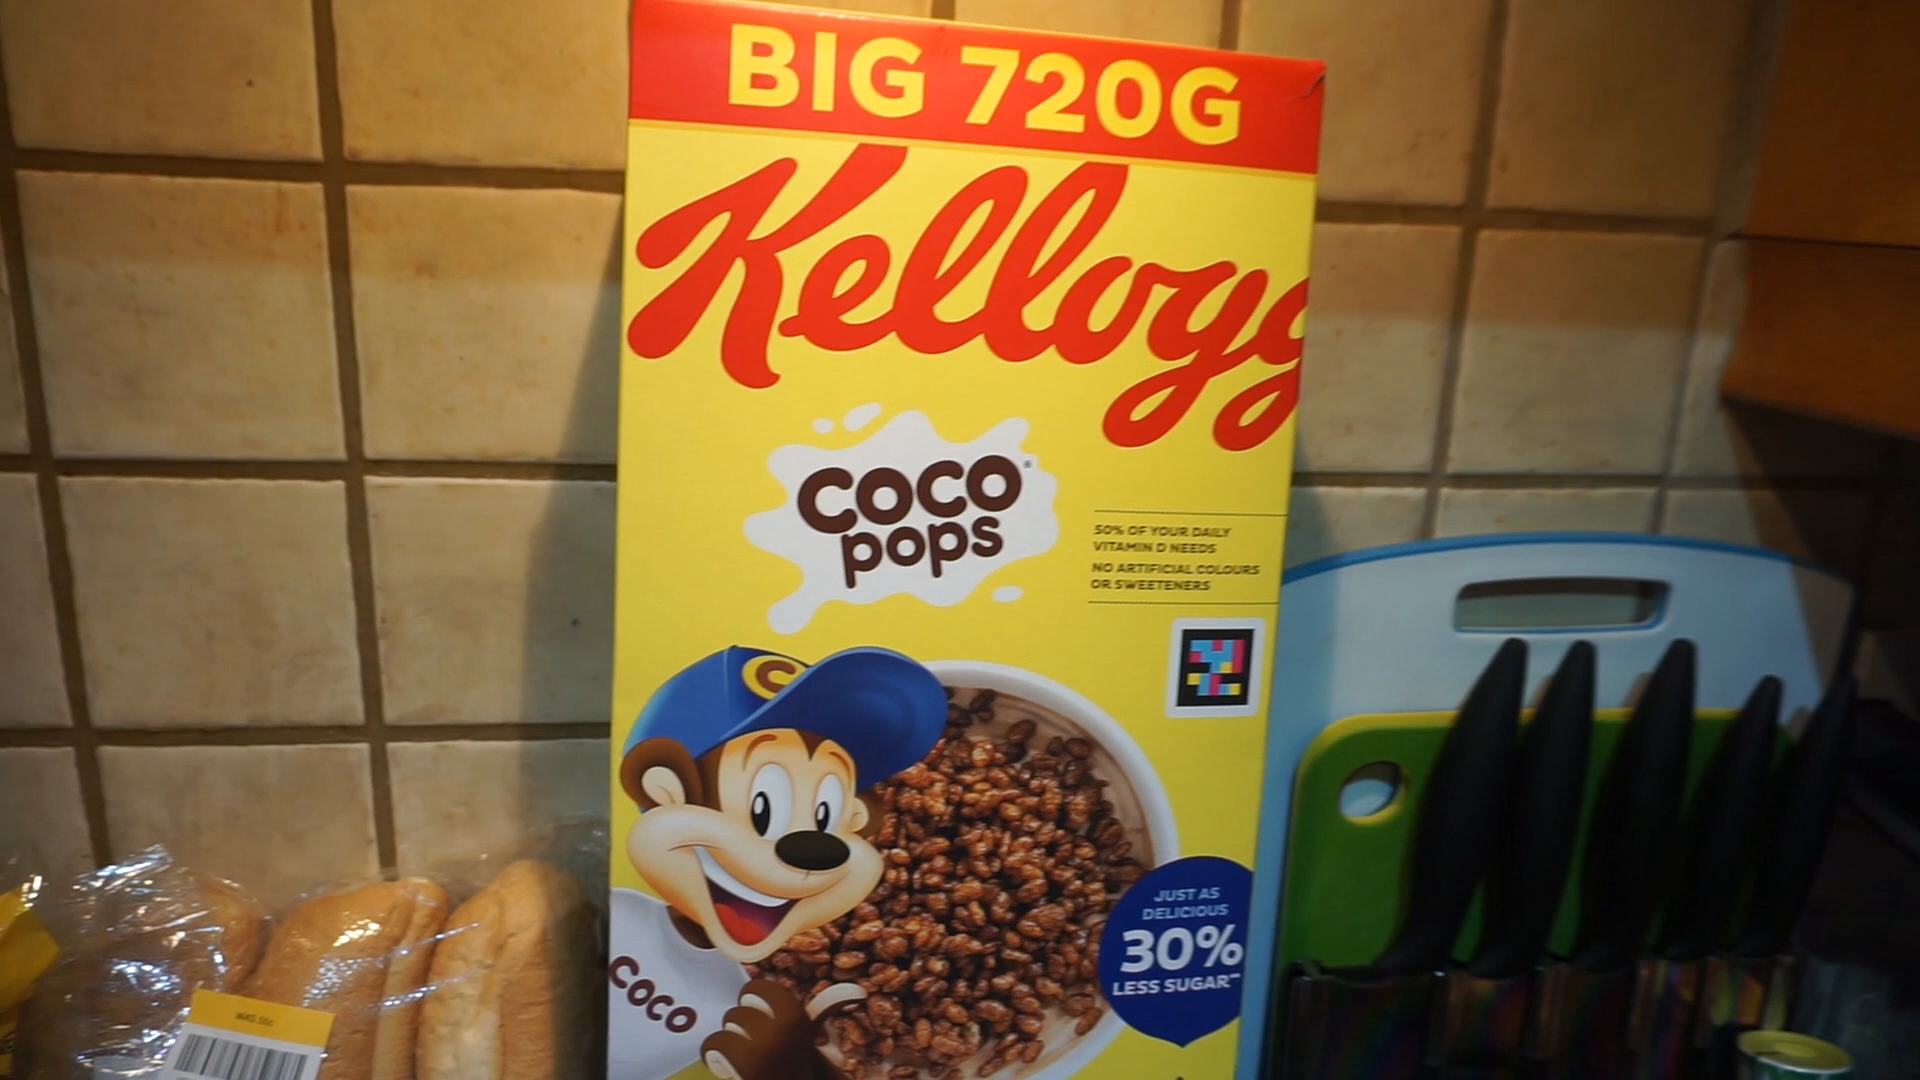 BIG 720G
Kellogg
coco
pops
50% OF YOUR DAILY
VITAMIN D NEEDS
NO ARTIFICIAL COLOURS
OR SWEETENERS
C
JUST AS
DELICIOUS
30%
LESS SUGAR**
COCO